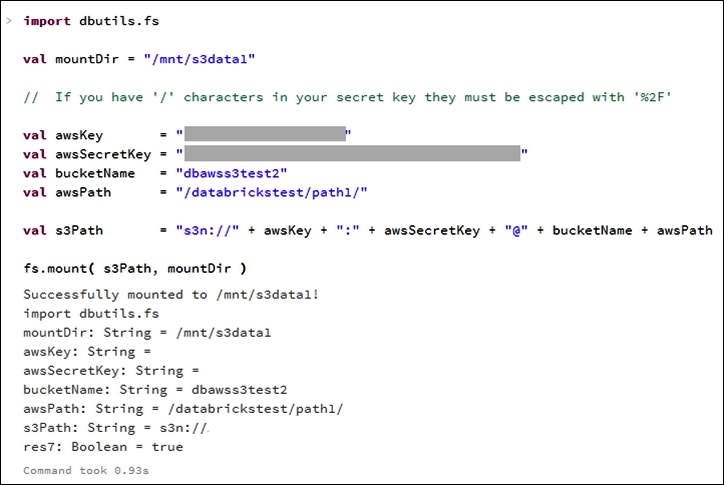 > import dbutils.fs
val mountDir = "/mnt/s3data1"
//  If you have '/' characters in your secret key they must be escaped with '%2F'
val awsKey       = " "
val awsSecretKey = " "
val bucketName   = "dbawss3test2"
val awsPath      = "/databrickstest/path1/"
val s3Path       = "s3n://" + awsKey + ":" + awsSecretKey + "@" + bucketName + awsPath
fs.mount( s3Path, mountDir )
Successfully mounted to /mnt/s3data1!
import dbutils.fs
mountDir: String = /mnt/s3data1
awsKey: String =
awsSecretKey: String =
bucketName: String = dbawss3test2
awsPath: String = /databrickstest/path1/
s3Path: String = s3n://
res7: Boolean = true
Command took 0.93s